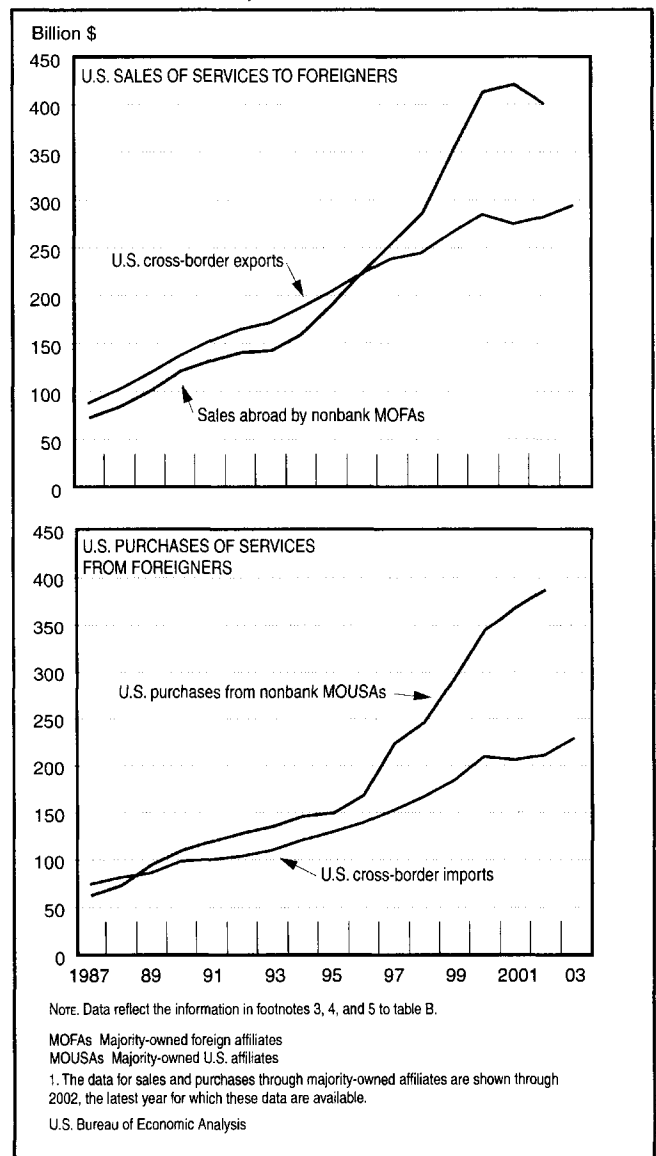 Billion $
450
U.S. SALES OF SERVICES TO FOREIGNERS
400
350
300
U.S. cross-border exports
250
200
150
Sales abroad by nonbank MOFAs
100
50
0
450
U.S. PURCHASES OF SERVICES
FROM FOREIGNERS
400
350
U.S. purchases from nonbank MOUSAs
300
250
200
150
100
U.S. cross-border imports
50
0
1987 89 91 93 95 97 99 2001 03
NOTE. Data reflect the information in footnotes 3, 4, and 5 to table B.
MOFAs Majority-owned foreign affiliates
MOUSAs Majority-owned U.S. affiliates
1. The data for sales and purchases through majority-owned affiliates are shown through
2002, the latest year for which these data are available.
U.S. Bureau of Economic Analysis